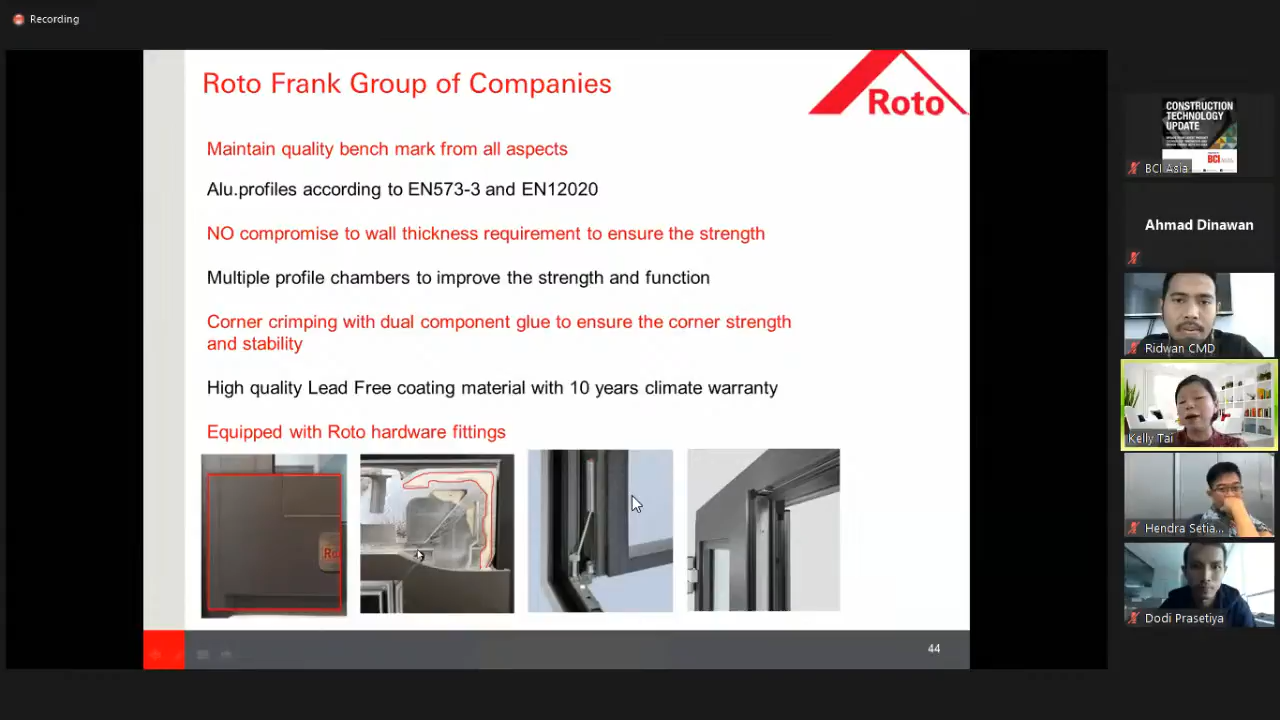 Recording
Roto Frank Group of Companies
Roto
Maintain quality bench mark from all aspects
Alu.profiles according to EN573-3 and EN12020
NO compromise to wall thickness requirement to ensure the strength
Multiple profile chambers to improve the strength and function
Corner crimping with dual component glue to ensure the corner strength
and stability
High quality Lead Free coating material with 10 years climate warranty
Equipped with Roto hardware fittings
44
CONSTRUCTION
TECHNOLOGY
UPDATE
BCI
BCI Asia
Ahmad Dinawan
Ridwan CMD
Kelly Tai
Hendra Setia...
Dodi Prasetiya